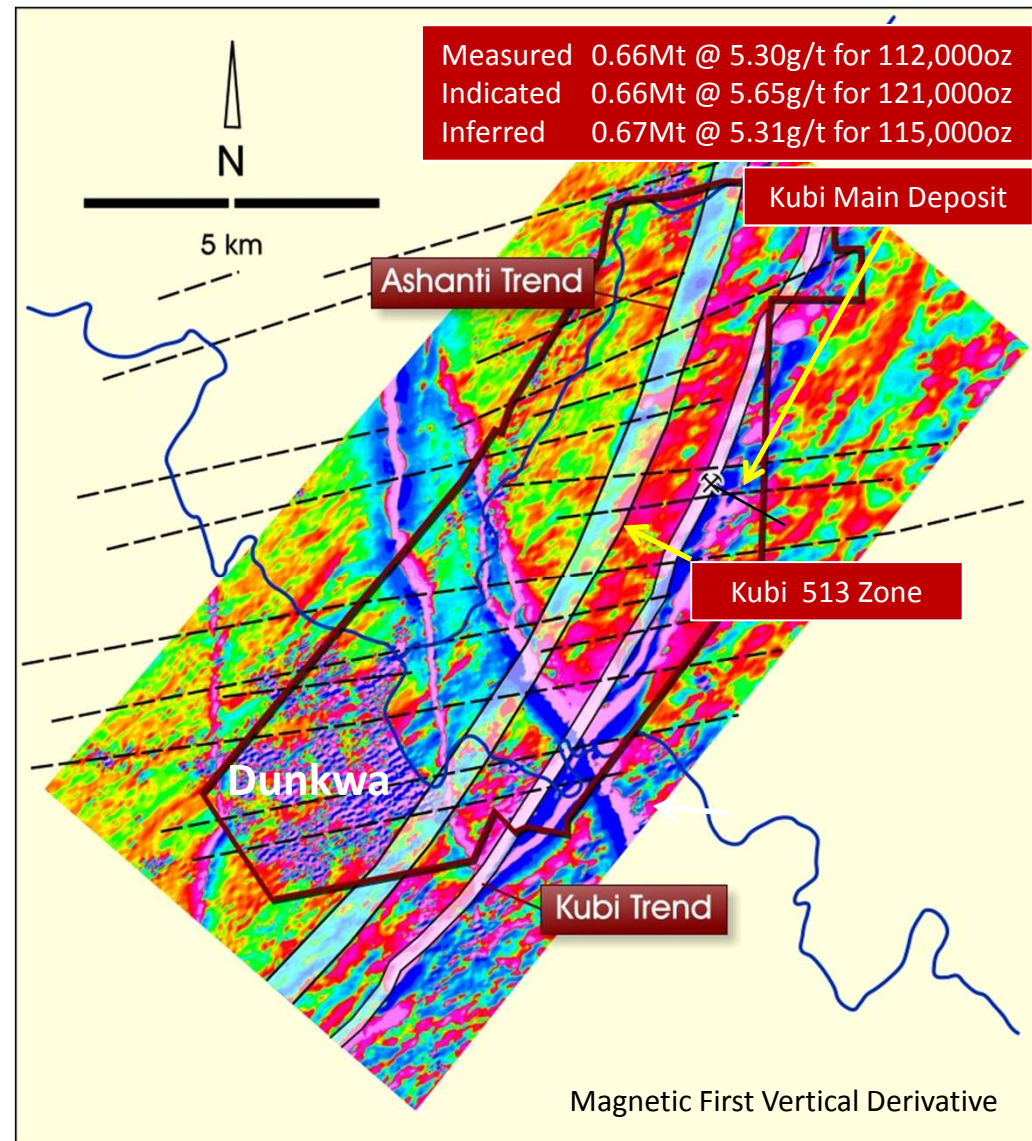 Measured 0.66Mt @ 5.30g/t for 112,000oz
Indicated 0.66Mt @ 5.65g/t for 121,000oz
Inferred 0.67Mt @ 5.31g/t for 115,000oz
N
5 km
Kubi Main Deposit
Ashanti Trend
Kubi 513 Zone
Dunkwa
Kubi Trend
Magnetic First Vertical Derivative